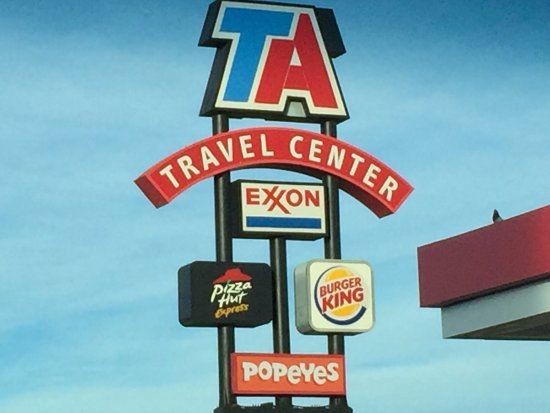 TA
TRAVEL CENTER
EXXON
Pizza
Hut
Express
BURGER
KING
POPEYES